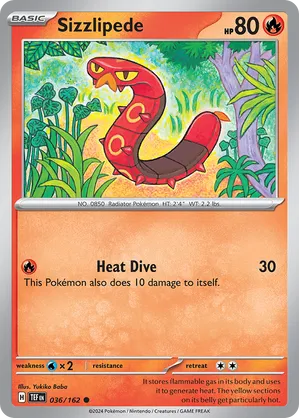 BASIC
Sizzlipede
HP 80
NO. 0850 Radiator Pokémon HT: 2'4" WT: 2.2 lbs.
Heat Dive 30
This Pokémon also does 10 damage to itself.
weakness ×2 resistance retreat
Illus. Yukiko Baba
H TEF EN 036/162
It stores flammable gas in its body and uses
it to generate heat. The yellow sections
on its belly get particularly hot.
©2024 Pokémon / Nintendo / Creatures / GAME FREAK